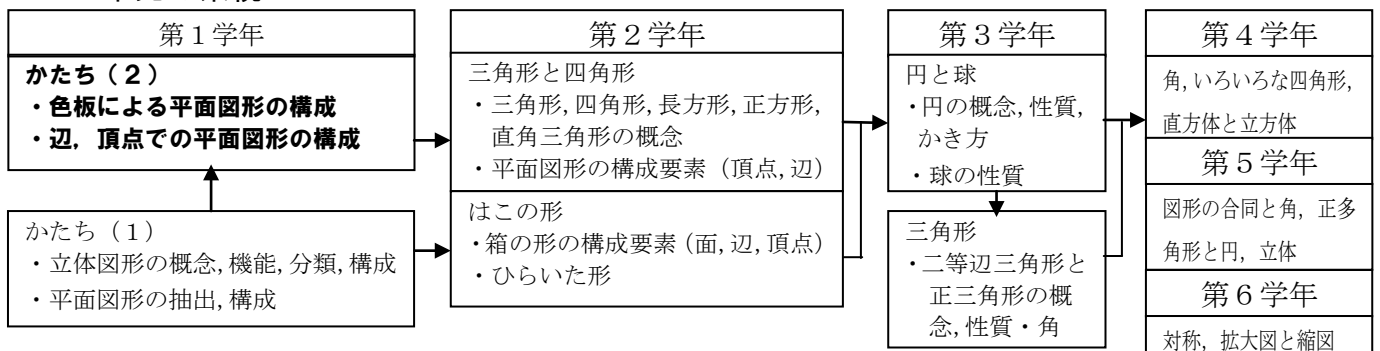 第１学年
かたち（２）
・色板による平面図形の構成
・辺，頂点での平面図形の構成
かたち（１）
・立体図形の概念，機能，分類，構成
・平面図形の抽出，構成
第２学年
三角形と四角形
・三角形，四角形，長方形，正方形，
直角三角形の概念
・平面図形の構成要素（頂点，辺）
はこの形
・箱の形の構成要素（面，辺，頂点）
・ひらいた形
第３学年
円と球
・円の概念，性質，
かき方
・球の性質
三角形
・二等辺三角形と
正三角形の概
念，性質・角
第４学年
角，いろいろな四角形，
直方体と立方体
第５学年
図形の合同と角，正多
角形と円，立体
第６学年
対称，拡大図と縮図